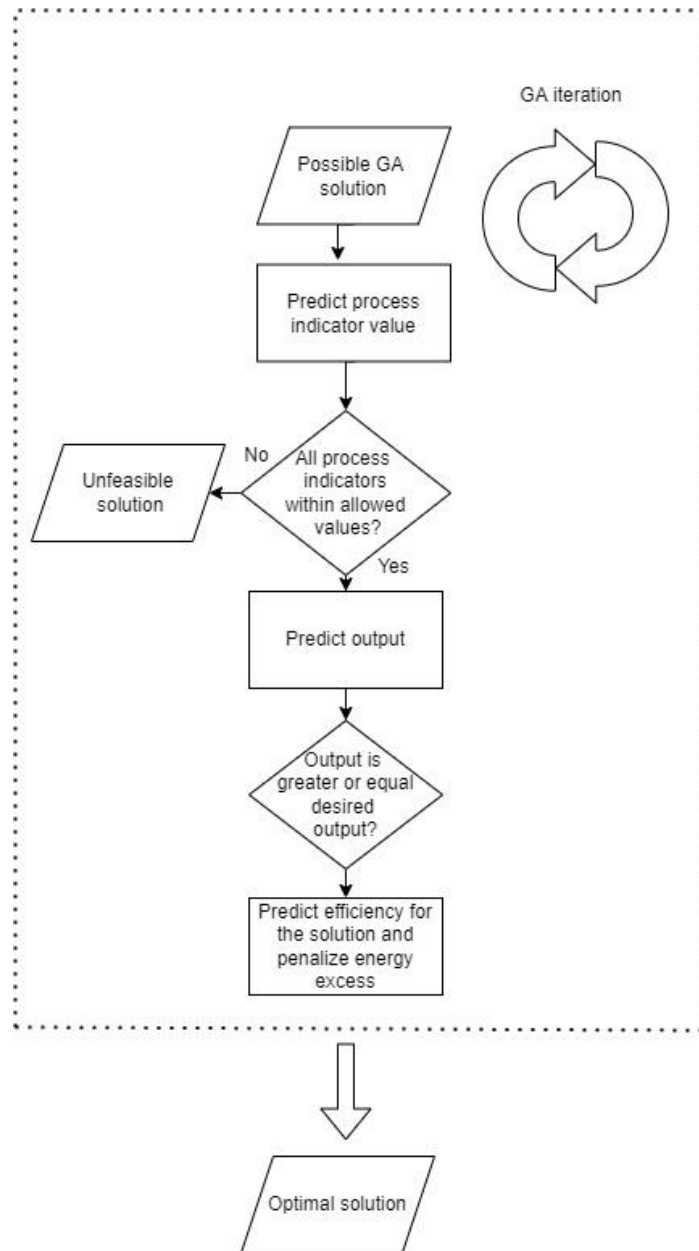 GA iteration
Possible GA
solution
Predict process
indicator value
All process
indicators
within allowed
values?
No
Unfeasible
solution
Yes
Predict output
Output is
greater or equal
desired
output?
Predict efficiency for
the solution and
penalize energy
excess
Optimal solution